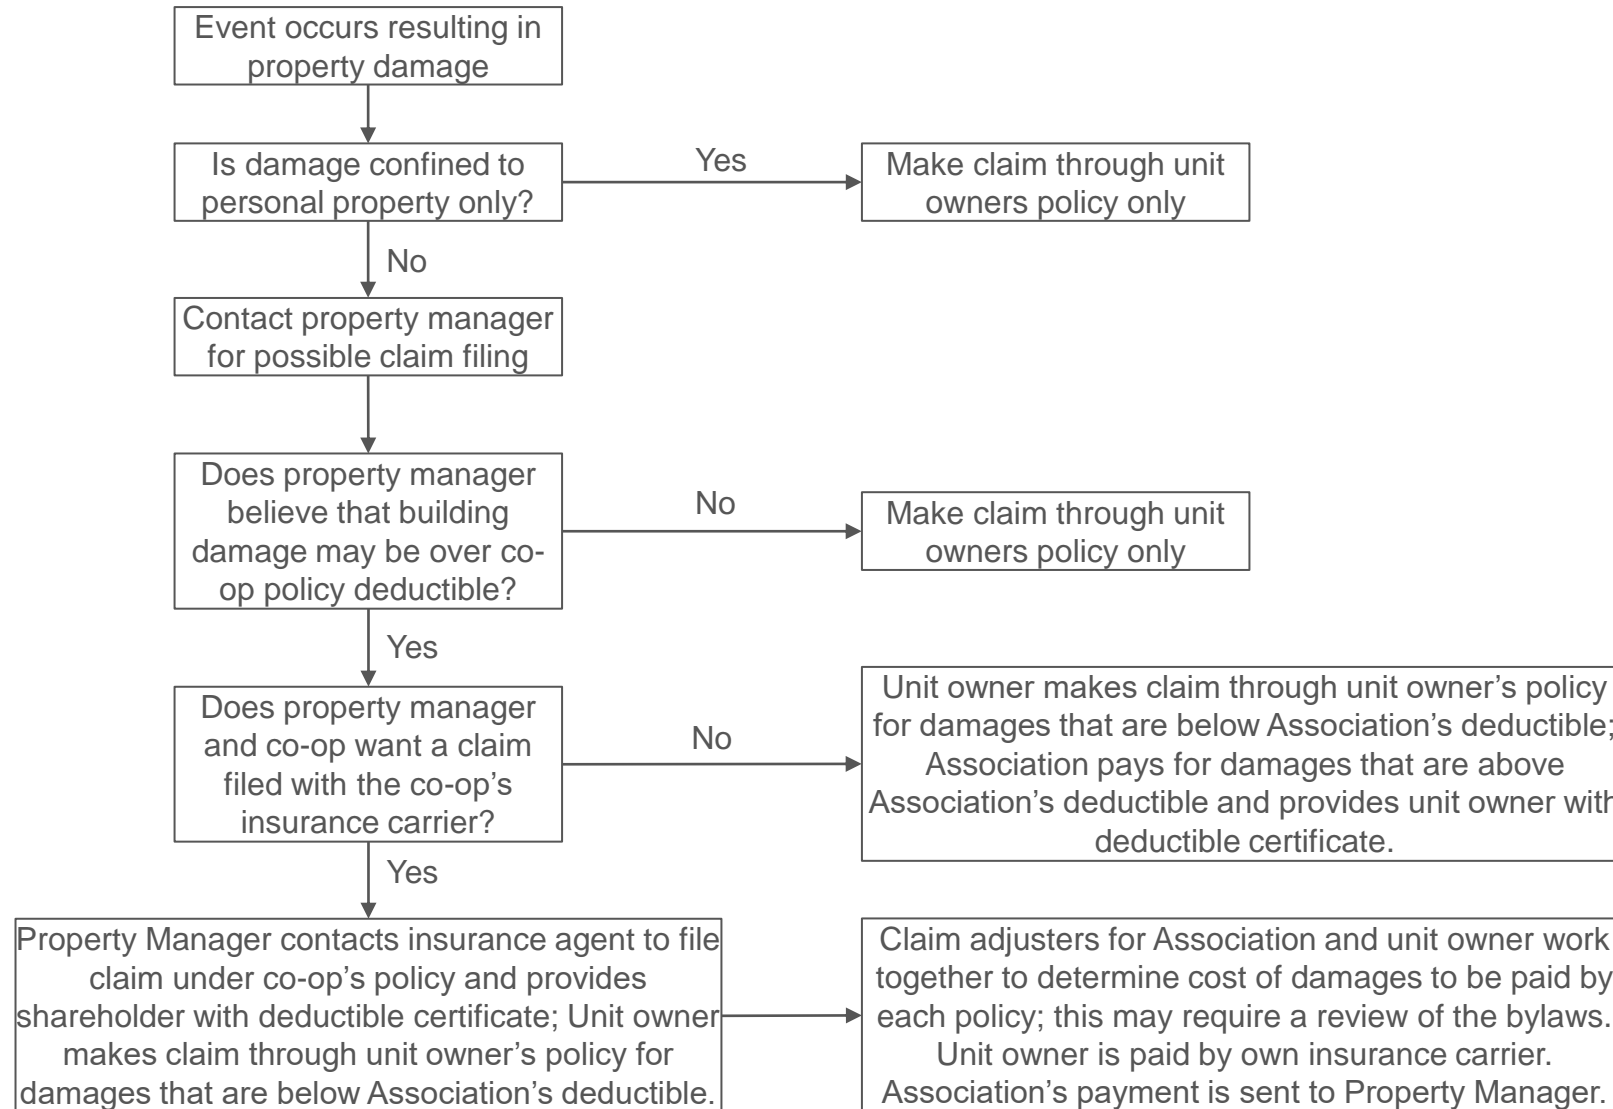 Event occurs resulting in
property damage
Is damage confined to
personal property only?
Yes
Make claim through unit
owners policy only
No
Contact property manager
for possible claim filing
Does property manager
believe that building
damage may be over co-
op policy deductible?
No
Make claim through unit
owners policy only
Yes
Does property manager
and co-op want a claim
filed with the co-op's
insurance carrier?
No
Unit owner makes claim through unit owner's policy
for damages that are below Association's deductible;
Association pays for damages that are above
Association's deductible and provides unit owner with
deductible certificate.
Yes
Property Manager contacts insurance agent to file
claim under co-op's policy and provides
shareholder with deductible certificate; Unit owner
makes claim through unit owner's policy for
damages that are below Association's deductible.
Claim adjusters for Association and unit owner work
together to determine cost of damages to be paid by
each policy; this may require a review of the bylaws.
Unit owner is paid by own insurance carrier.
Association's payment is sent to Property Manager.